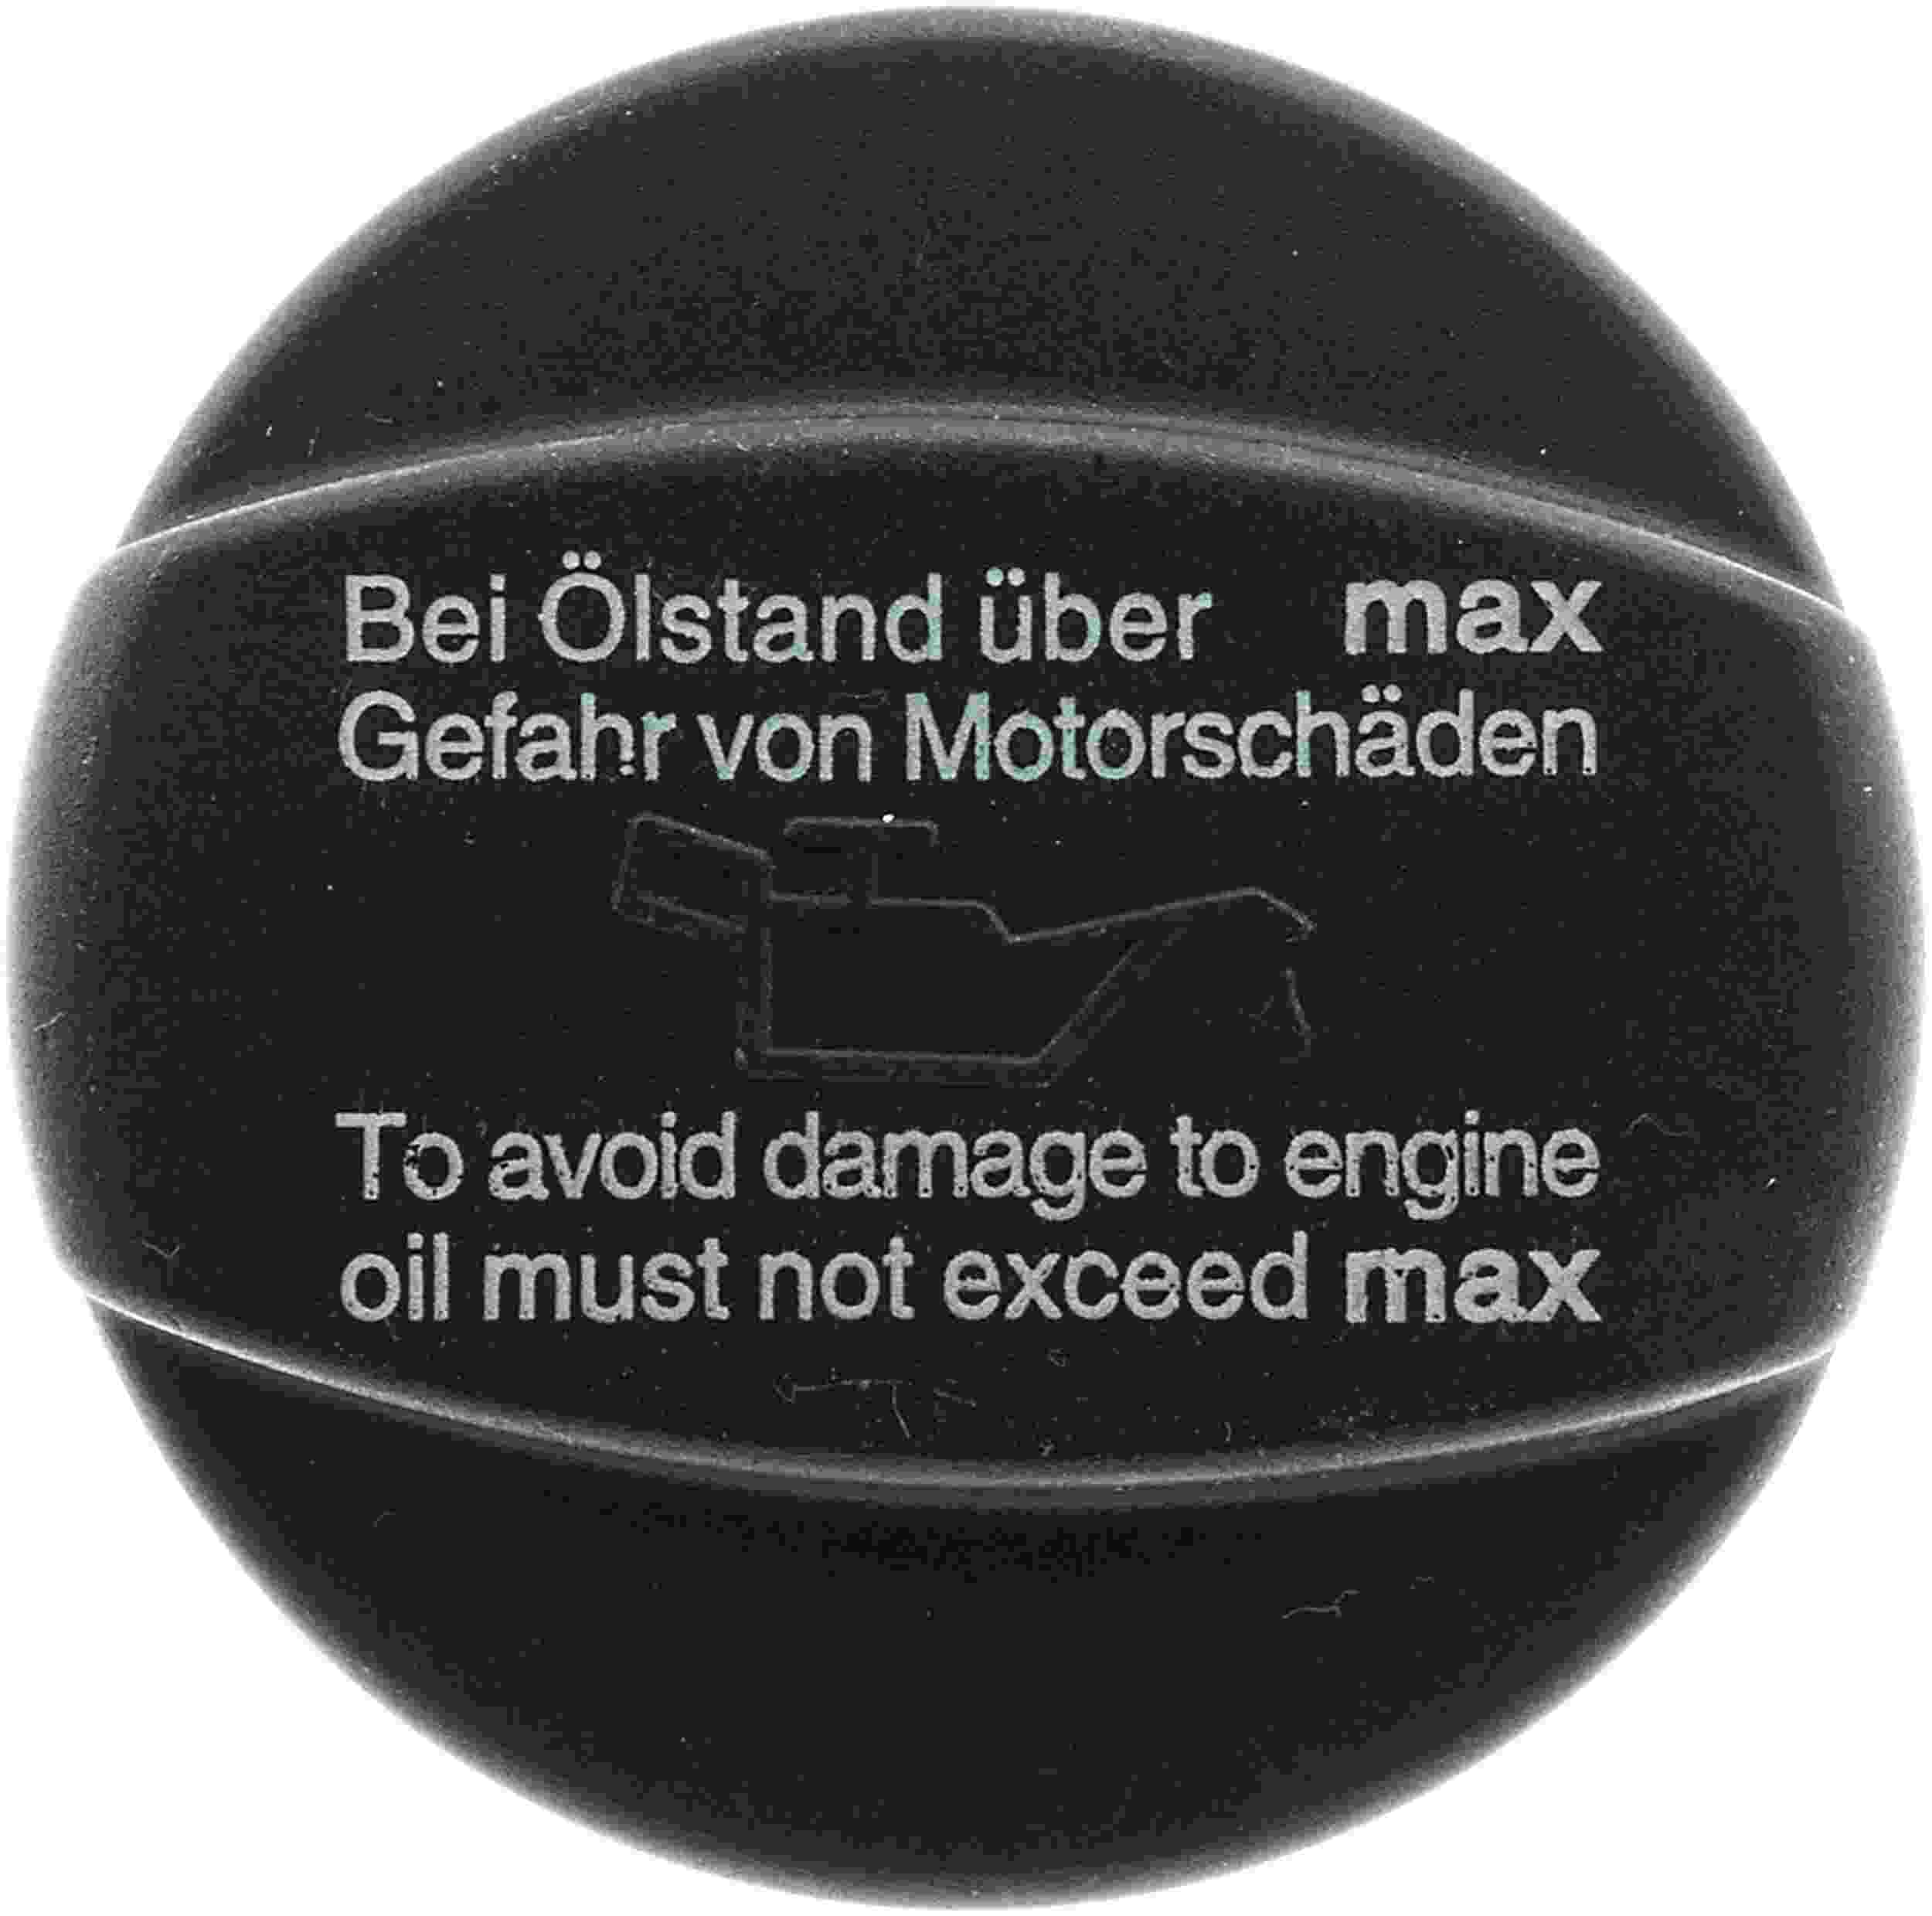 Bei Ölstand über max
Gefahr von Motorschäden
To avoid damage to engine
oil must not exceed max